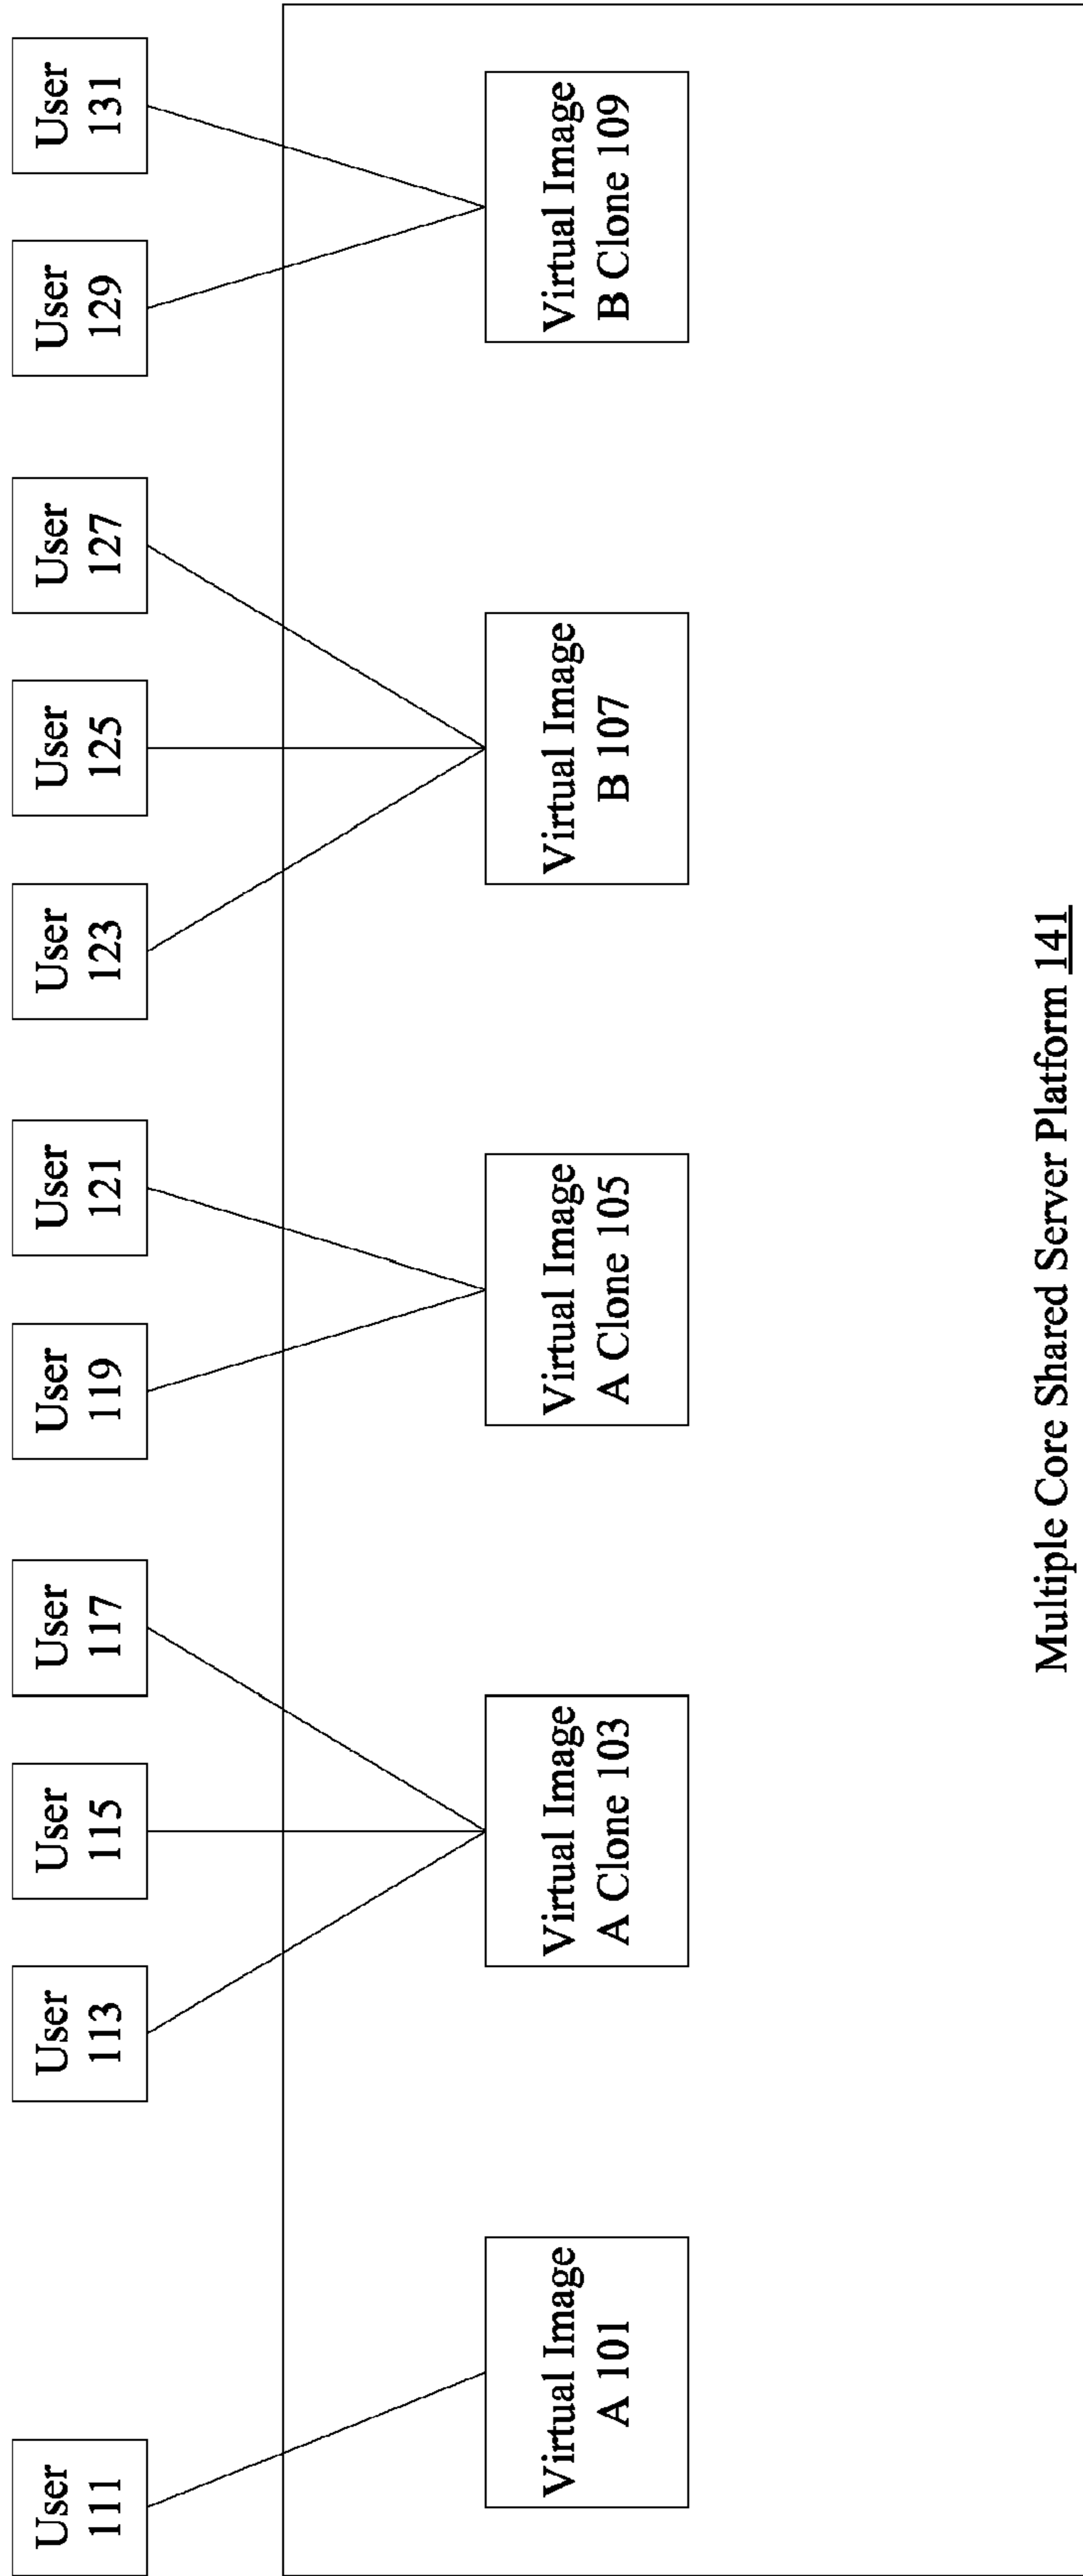 User
111
User
113
User
115
User
117
User
119
User
121
User
123
User
125
User
127
User
129
User
131
Virtual Image
A 101
Virtual Image
A Clone 103
Virtual Image
A Clone 105
Virtual Image
B 107
Virtual Image
B Clone 109
Multiple Core Shared Server Platform 141